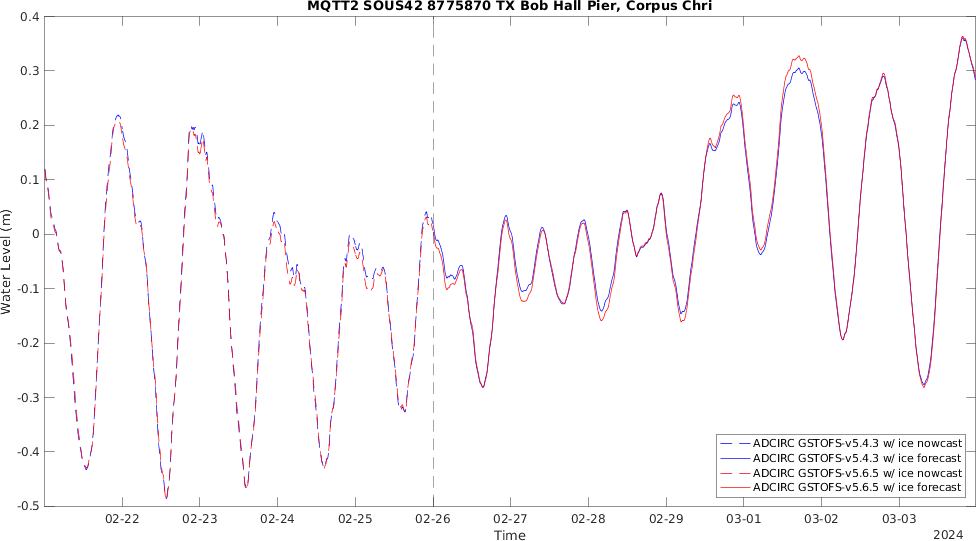 MQTT2 SOUS42 8775870 TX Bob Hall Pier, Corpus Chri
0.4
0.3
0.2
0.1
0
-0.1
-0.2
-0.3
-0.4
-0.5
Water Level (m)
ADCIRC GSTOFS-v5.4.3 w/ ice nowcast
ADCIRC GSTOFS-v5.4.3 w/ ice forecast
ADCIRC GSTOFS-v5.6.5 w/ ice nowcast
ADCIRC GSTOFS-v5.6.5 w/ ice forecast
02-22 02-23 02-24 02-25 02-26 02-27 02-28 02-29 03-01 03-02 03-03
Time
2024